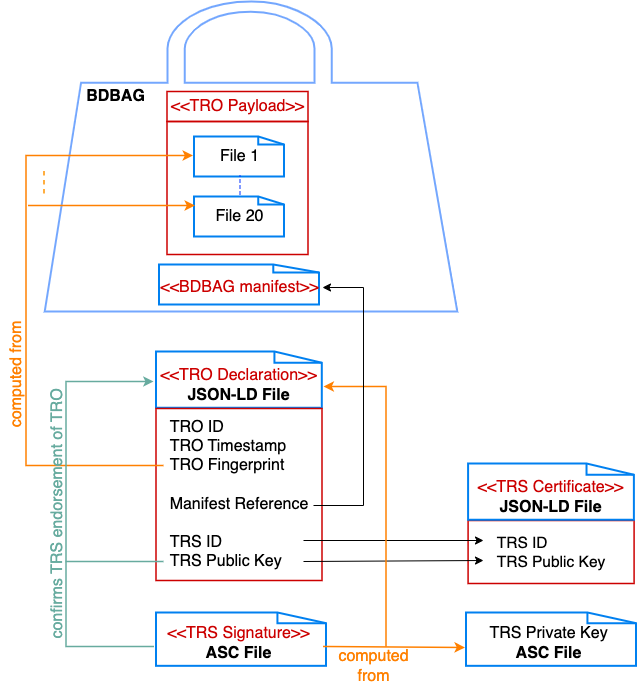 BDBAG
<<TRO Payload>>
File 1
File 20
<<BDBAG manifest>>
computed from
confirms TRS endorsement of TRO
<<TRO Declaration>>
JSON-LD File
TRO ID
TRO Timestamp
TRO Fingerprint
Manifest Reference
TRS ID
TRS Public Key
<<TRS Certificate>>
JSON-LD File
TRS ID
TRS Public Key
<<TRS Signature>>
ASC File
computed
from
TRS Private Key
ASC File